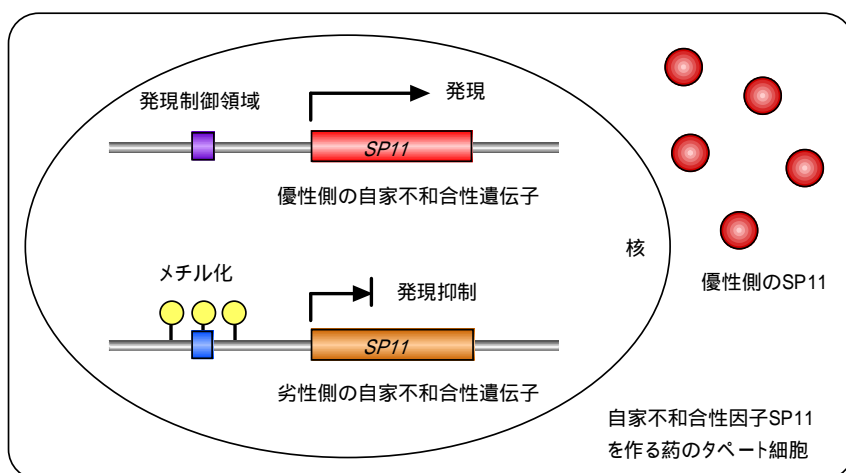 発現制御領域
発現
SP11
優性側の自家不和合性遺伝子
核
メチル化
発現抑制
SP11
劣性側の自家不和合性遺伝子
優性側のSP11
自家不和合性因子SP11
を作る葯のタペート細胞